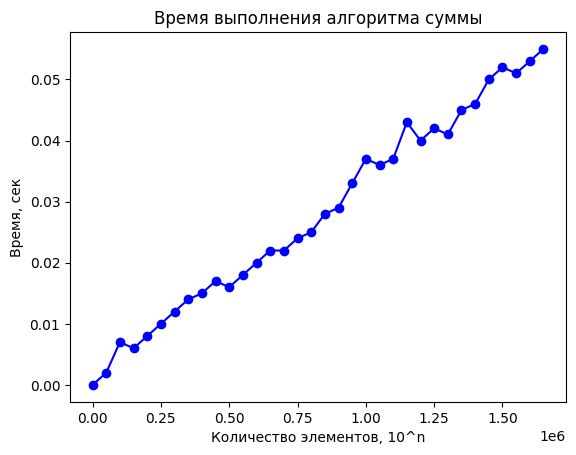 Время выполнения алгоритма суммы
Время, сек
0.05
0.04
0.03
0.02
0.01
0.00
0.00 0.25 0.50 0.75 1.00 1.25 1.50
1e6
Количество элементов, 10^n